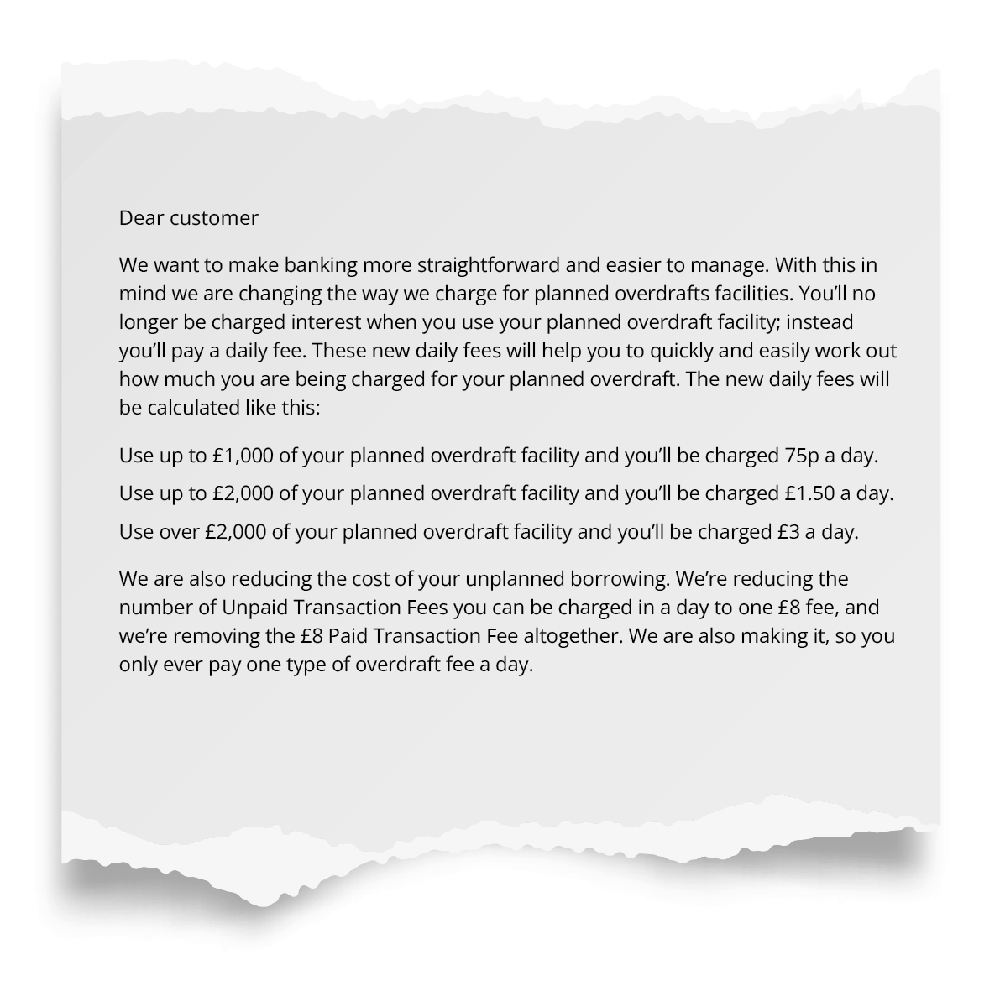 Dear customer
We want to make banking more straightforward and easier to manage. With this in
mind we are changing the way we charge for planned overdrafts facilities. You’ll no
longer be charged interest when you use your planned overdraft facility; instead
you’ll pay a daily fee. These new daily fees will help you to quickly and easily work out
how much you are being charged for your planned overdraft. The new daily fees will
be calculated like this:
Use up to £1,000 of your planned overdraft facility and you’ll be charged 75p a day.
Use up to £2,000 of your planned overdraft facility and you’ll be charged £1.50 a day.
Use over £2,000 of your planned overdraft facility and you’ll be charged £3 a day.
We are also reducing the cost of your unplanned borrowing. We’re reducing the
number of Unpaid Transaction Fees you can be charged in a day to one £8 fee, and
we’re removing the £8 Paid Transaction Fee altogether. We are also making it, so you
only ever pay one type of overdraft fee a day.